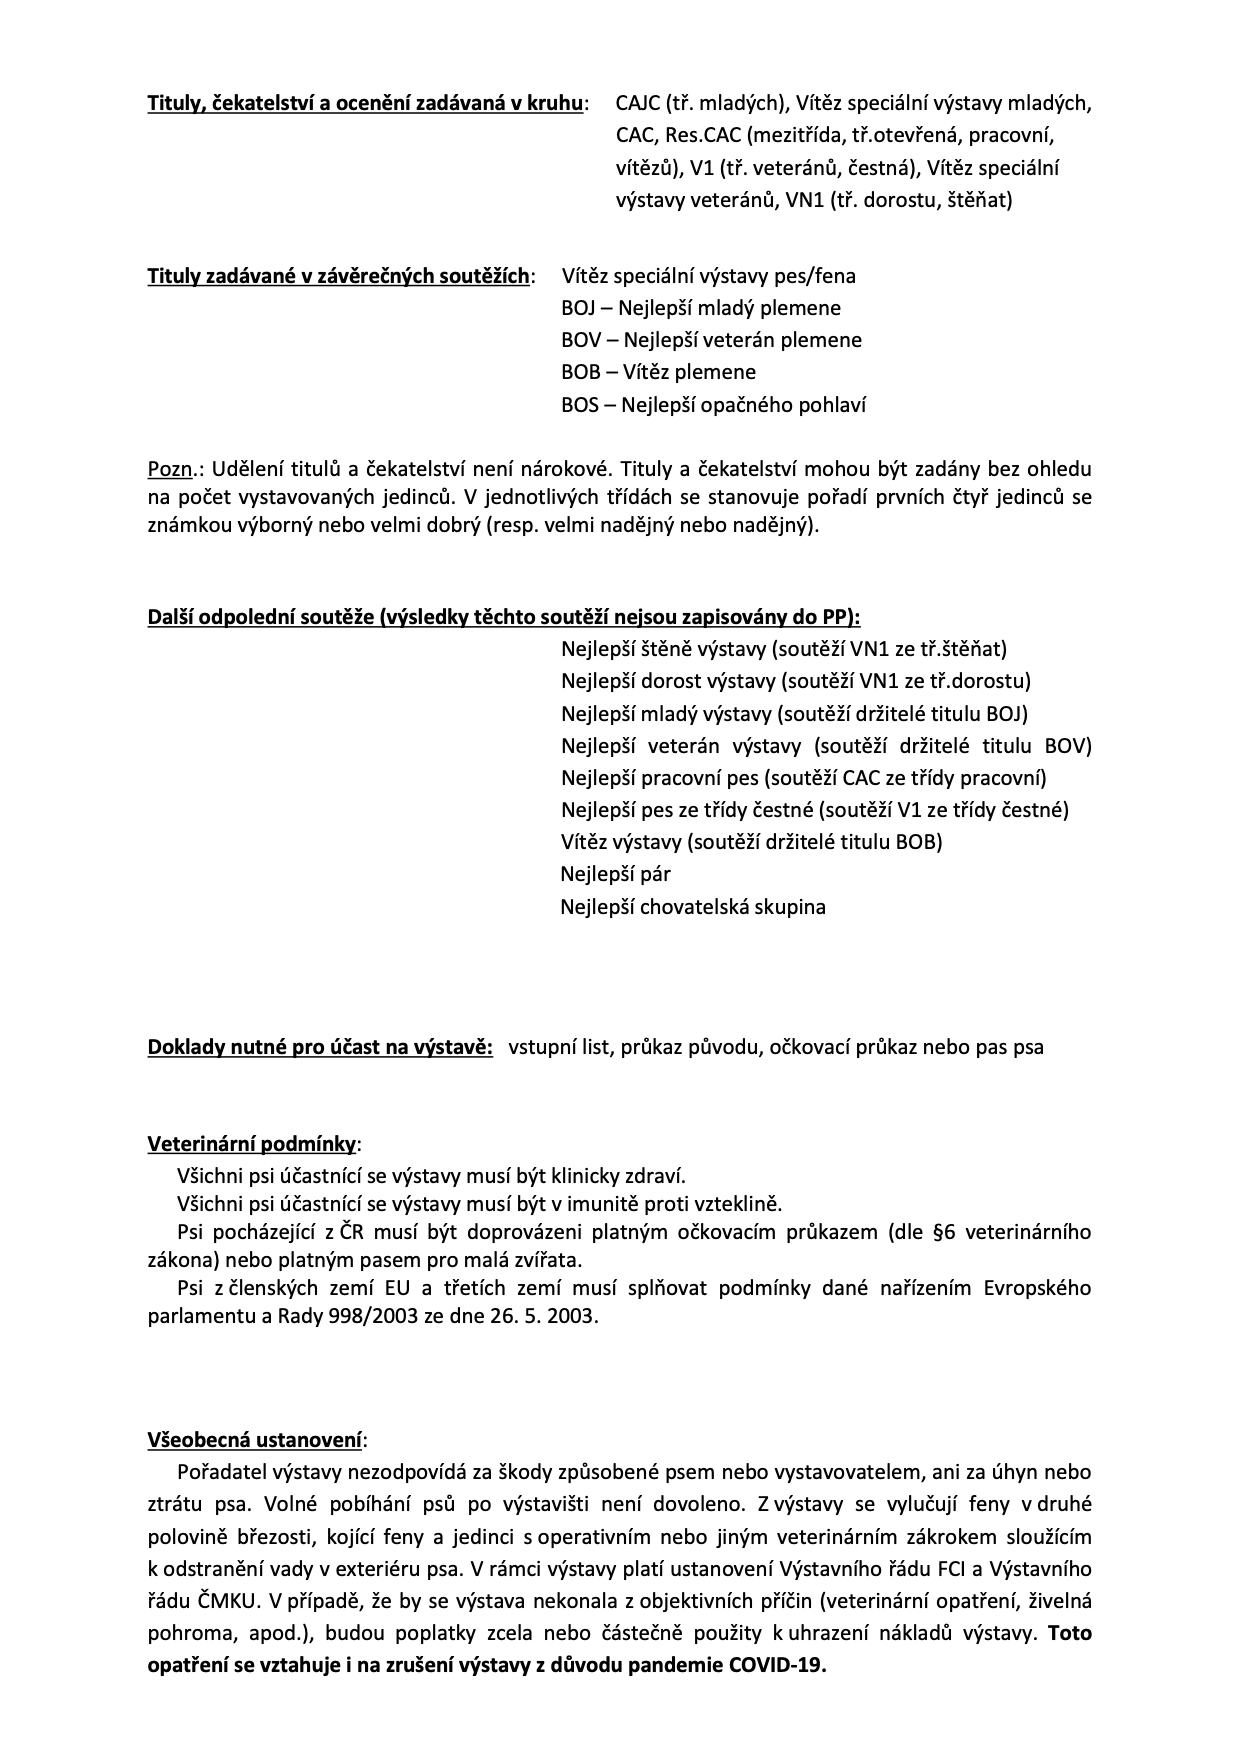 Tituly, čekatelství a ocenění zadávaná v kruhu: CAJC (tř. mladých), Vítěz speciální výstavy mladých,
CAC, Res.CAC (mezitřída, tř.otevřená, pracovní,
vítězů), V1 (tř. veteránů, čestná), Vítěz speciální
výstavy veteránů, VN1 (tř. dorostu, štěňat)
Tituly zadávané v závěrečných soutěžích: Vítěz speciální výstavy pes/fena
BOJ – Nejlepší mladý plemene
BOV – Nejlepší veterán plemene
BOB – Vítěz plemene
BOS – Nejlepší opačného pohlaví
Pozn.: Udělení titulů a čekatelství není nárokové. Tituly a čekatelství mohou být zadány bez ohledu
na počet vystavovaných jedinců. V jednotlivých třídách se stanovuje pořadí prvních čtyř jedinců se
známkou výborný nebo velmi dobrý (resp. velmi nadějný nebo nadějný).
Další odpolední soutěže (výsledky těchto soutěží nejsou zapisovány do PP):
Nejlepší štěně výstavy (soutěží VN1 ze tř.štěňat)
Nejlepší dorost výstavy (soutěží VN1 ze tř.dorostu)
Nejlepší mladý výstavy (soutěží držitelé titulu BOJ)
Nejlepší veterán výstavy (soutěží držitelé titulu BOV)
Nejlepší pracovní pes (soutěží CAC ze třídy pracovní)
Nejlepší pes ze třídy čestné (soutěží V1 ze třídy čestné)
Vítěz výstavy (soutěží držitelé titulu BOB)
Nejlepší pár
Nejlepší chovatelská skupina
Doklady nutné pro účast na výstavě: vstupní list, průkaz původu, očkovací průkaz nebo pas psa
Veterinární podmínky:
Všichni psi účastnící se výstavy musí být klinicky zdraví.
Všichni psi účastnící se výstavy musí být v imunitě proti vzteklině.
Psi pocházející z ČR musí být doprovázeni platným očkovacím průkazem (dle §6 veterinárního
zákona) nebo platným pasem pro malá zvířata.
Psi z členských zemí EU a třetích zemí musí splňovat podmínky dané nařízením Evropského
parlamentu a Rady 998/2003 ze dne 26. 5. 2003.
Všeobecná ustanovení:
Pořadatel výstavy nezodpovídá za škody způsobené psem nebo vystavovatelem, ani za úhyn nebo
ztrátu psa. Volné pobíhání psů po výstavišti není dovoleno. Z výstavy se vylučují feny v druhé
polovině březosti, kojící feny a jedinci s operativním nebo jiným veterinárním zákrokem sloužícím
k odstranění vady v exteriéru psa. V rámci výstavy platí ustanovení Výstavního řádu FCI a Výstavního
řádu ČMKU. V případě, že by se výstava nekonala z objektivních příčin (veterinární opatření, živelná
pohroma, apod.), budou poplatky zcela nebo částečně použity k uhrazení nákladů výstavy. Toto
opatření se vztahuje i na zrušení výstavy z důvodu pandemie COVID-19.